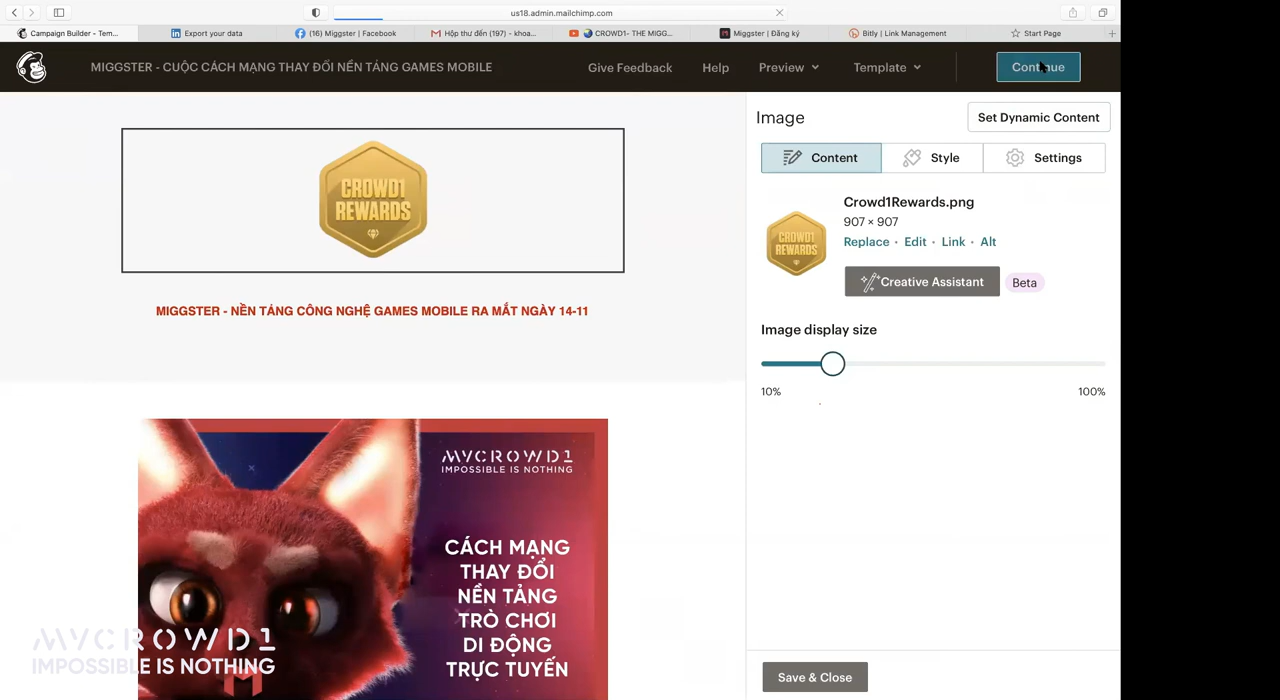 us18.admin.mailchimp.com
Campaign Builder - Tem...
Export your data
(16) Miggster | Facebook
Hộp thư đến (197) - khoa...
CROWD1- THE MIGG...
Miggster | Đăng ký
Bitly | Link Management
Start Page
MIGGSTER - CUỘC CÁCH MẠNG THAY ĐỔI NỀN TẢNG GAMES MOBILE
Give Feedback
Help
Preview
Template
Continue
Image
Set Dynamic Content
Content
Style
Settings
CROWD1
REWARDS
Crowd1Rewards.png
907 × 907
Replace · Edit · Link · Alt
CROWD1
REWARDS
Creative Assistant
Beta
MIGGSTER - NỀN TẢNG CÔNG NGHỆ GAMES MOBILE RA MẮT NGÀY 14-11
Image display size
10%
100%
MYCROWD1
IMPOSSIBLE IS NOTHING
CÁCH MẠNG
THAY ĐỔI
NỀN TẢNG
TRÒ CHƠI
DI ĐỘNG
TRỰC TUYẾN
MYCROWD1
IMPOSSIBLE IS NOTHING
Save & Close